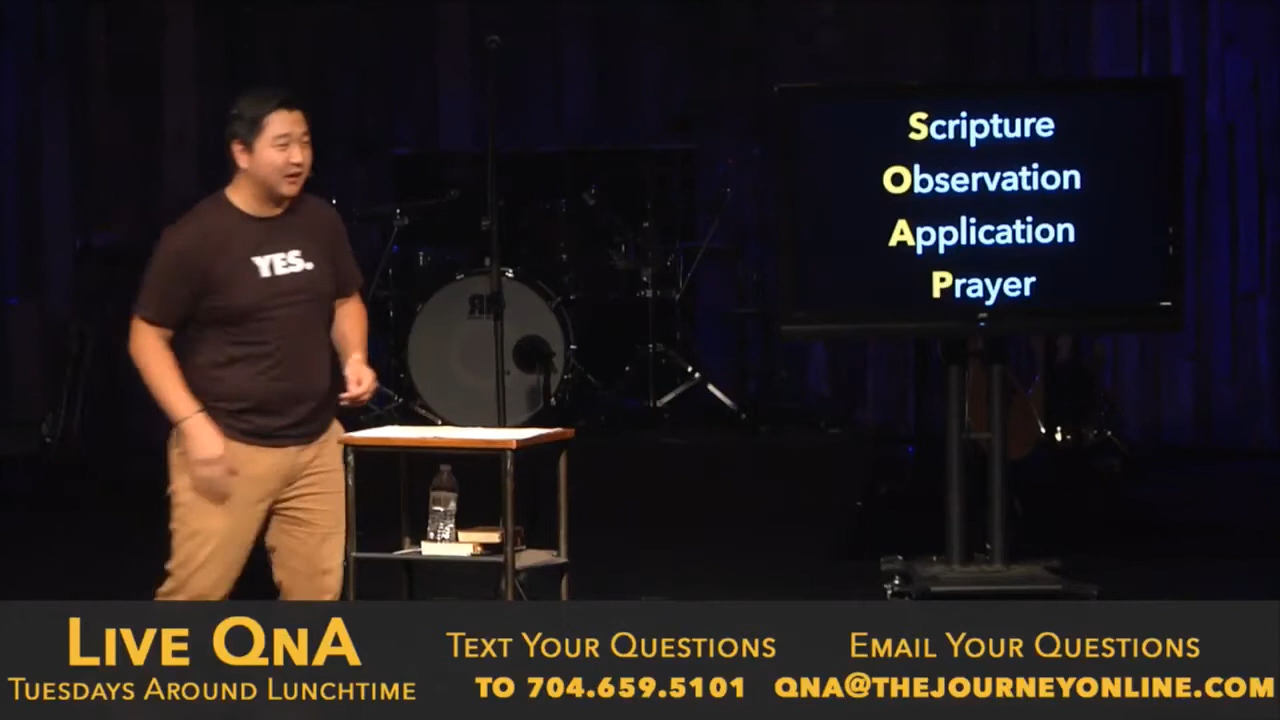 YES.
Scripture
Observation
Application
Prayer
LIVE QNA
TUESDAYS AROUND LUNCHTIME
TEXT YOUR QUESTIONS
TO 704.659.5101
EMAIL YOUR QUESTIONS
QNA@THEJOURNEYONLINE.COM